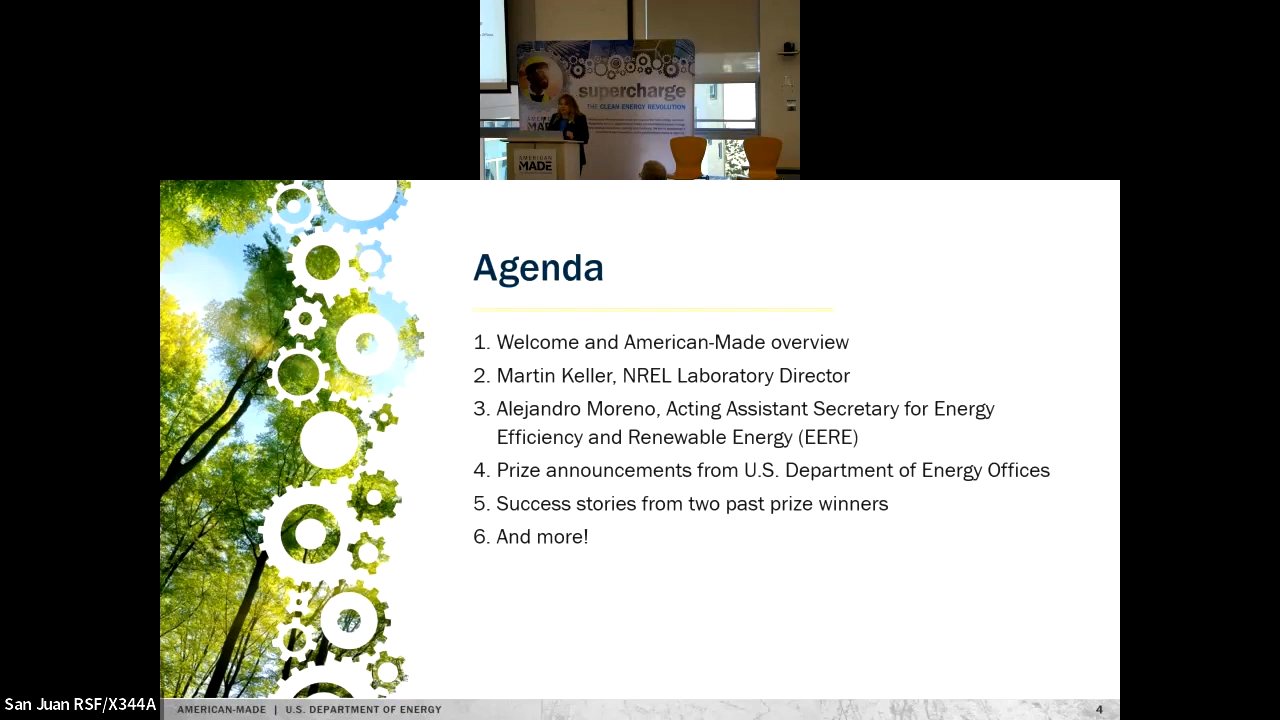 supercharge
THE CLEAN ENERGY REVOLUTION
AMERICAN
MADE
Agenda
1. Welcome and American-Made overview
2. Martin Keller, NREL Laboratory Director
3. Alejandro Moreno, Acting Assistant Secretary for Energy
Efficiency and Renewable Energy (EERE)
4. Prize announcements from U.S. Department of Energy Offices
5. Success stories from two past prize winners
6. And more!
San Juan RSF/X344A
AMERICAN-MADE | U.S. DEPARTMENT OF ENERGY
4